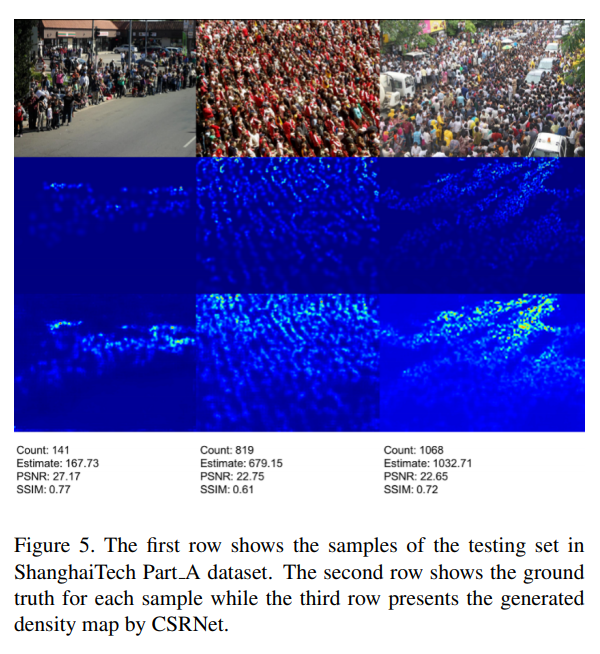 Count: 141
Estimate: 167.73
PSNR: 27.17
SSIM: 0.77
Count: 819
Estimate: 679.15
PSNR: 22.75
SSIM: 0.61
Count: 1068
Estimate: 1032.71
PSNR: 22.65
SSIM: 0.72
Figure 5. The first row shows the samples of the testing set in
ShanghaiTech Part_A dataset. The second row shows the ground
truth for each sample while the third row presents the generated
density map by CSRNet.